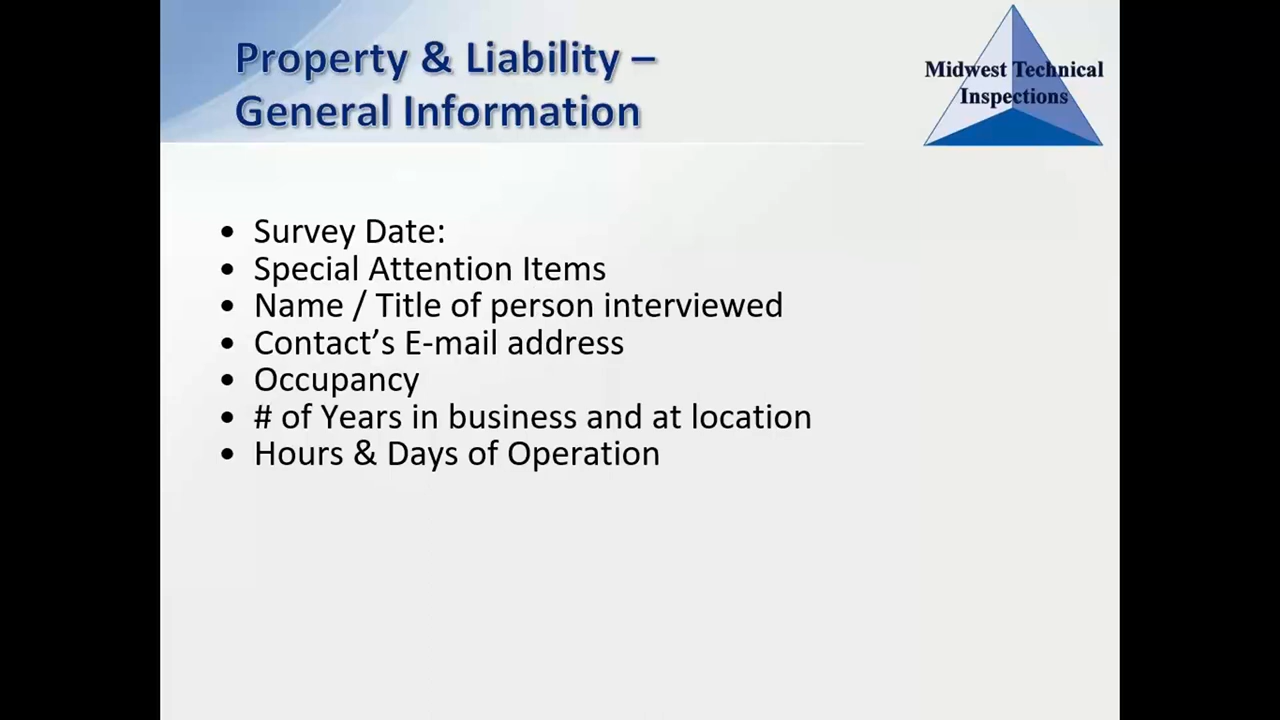 Property & Liability –
General Information
Midwest Technical
Inspections
• Survey Date:
• Special Attention Items
• Name / Title of person interviewed
• Contact’s E-mail address
• Occupancy
• # of Years in business and at location
• Hours & Days of Operation